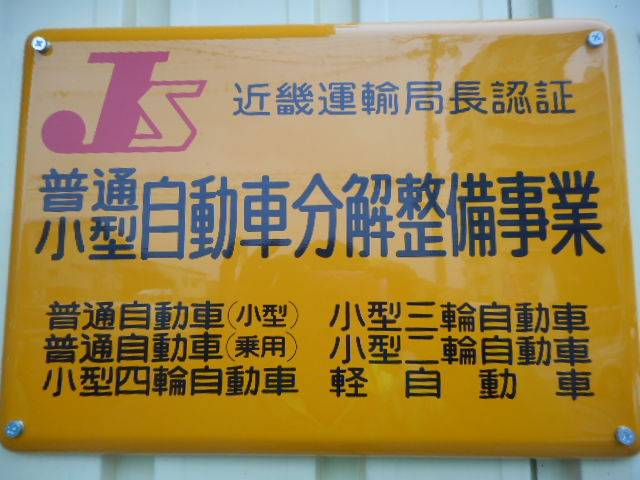 JS 近畿運輸局長認証
普通
小型 自動車分解整備事業
普通自動車(小型) 小型三輪自動車
普通自動車(乗用) 小型二輪自動車
小型四輪自動車 軽自動車